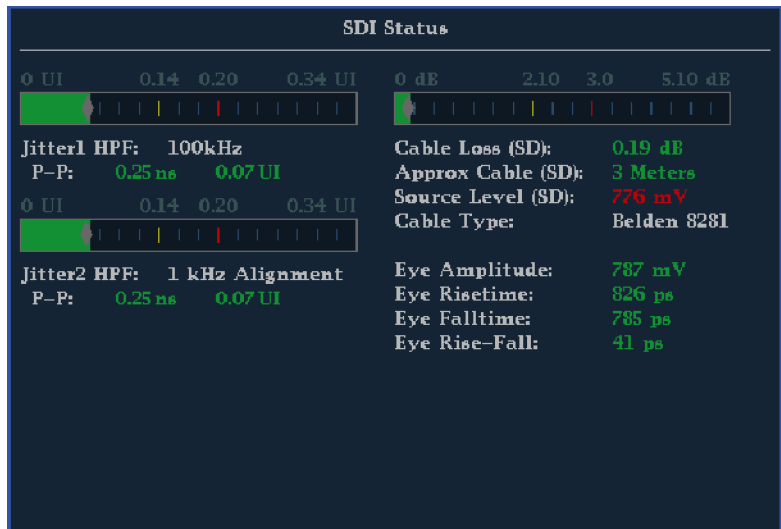 SDI Status
0 UI 0.14 0.20 0.34 UI
Jitter1 HPF: 100kHz
P-P: 0.25 ns 0.07 UI
0 UI 0.14 0.20 0.34 UI
Jitter2 HPF: 1 kHz Alignment
P-P: 0.25 ns 0.07 UI
0 dB 2.10 3.0 5.10 dB
Cable Loss (SD): 0.19 dB
Approx Cable (SD): 3 Meters
Source Level (SD): 776 mV
Cable Type: Belden 8281
Eye Amplitude: 787 mV
Eye Risetime: 826 ps
Eye Falltime: 785 ps
Eye Rise-Fall: 41 ps